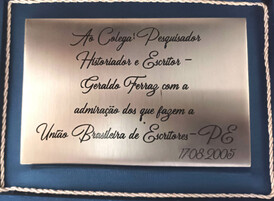 Ao Colega! Pesquisador
Historiador e Escritor -
Geraldo Ferraz com a
admiração dos que fazem a
União Brasileira de Escritores-PE
17.08.2005